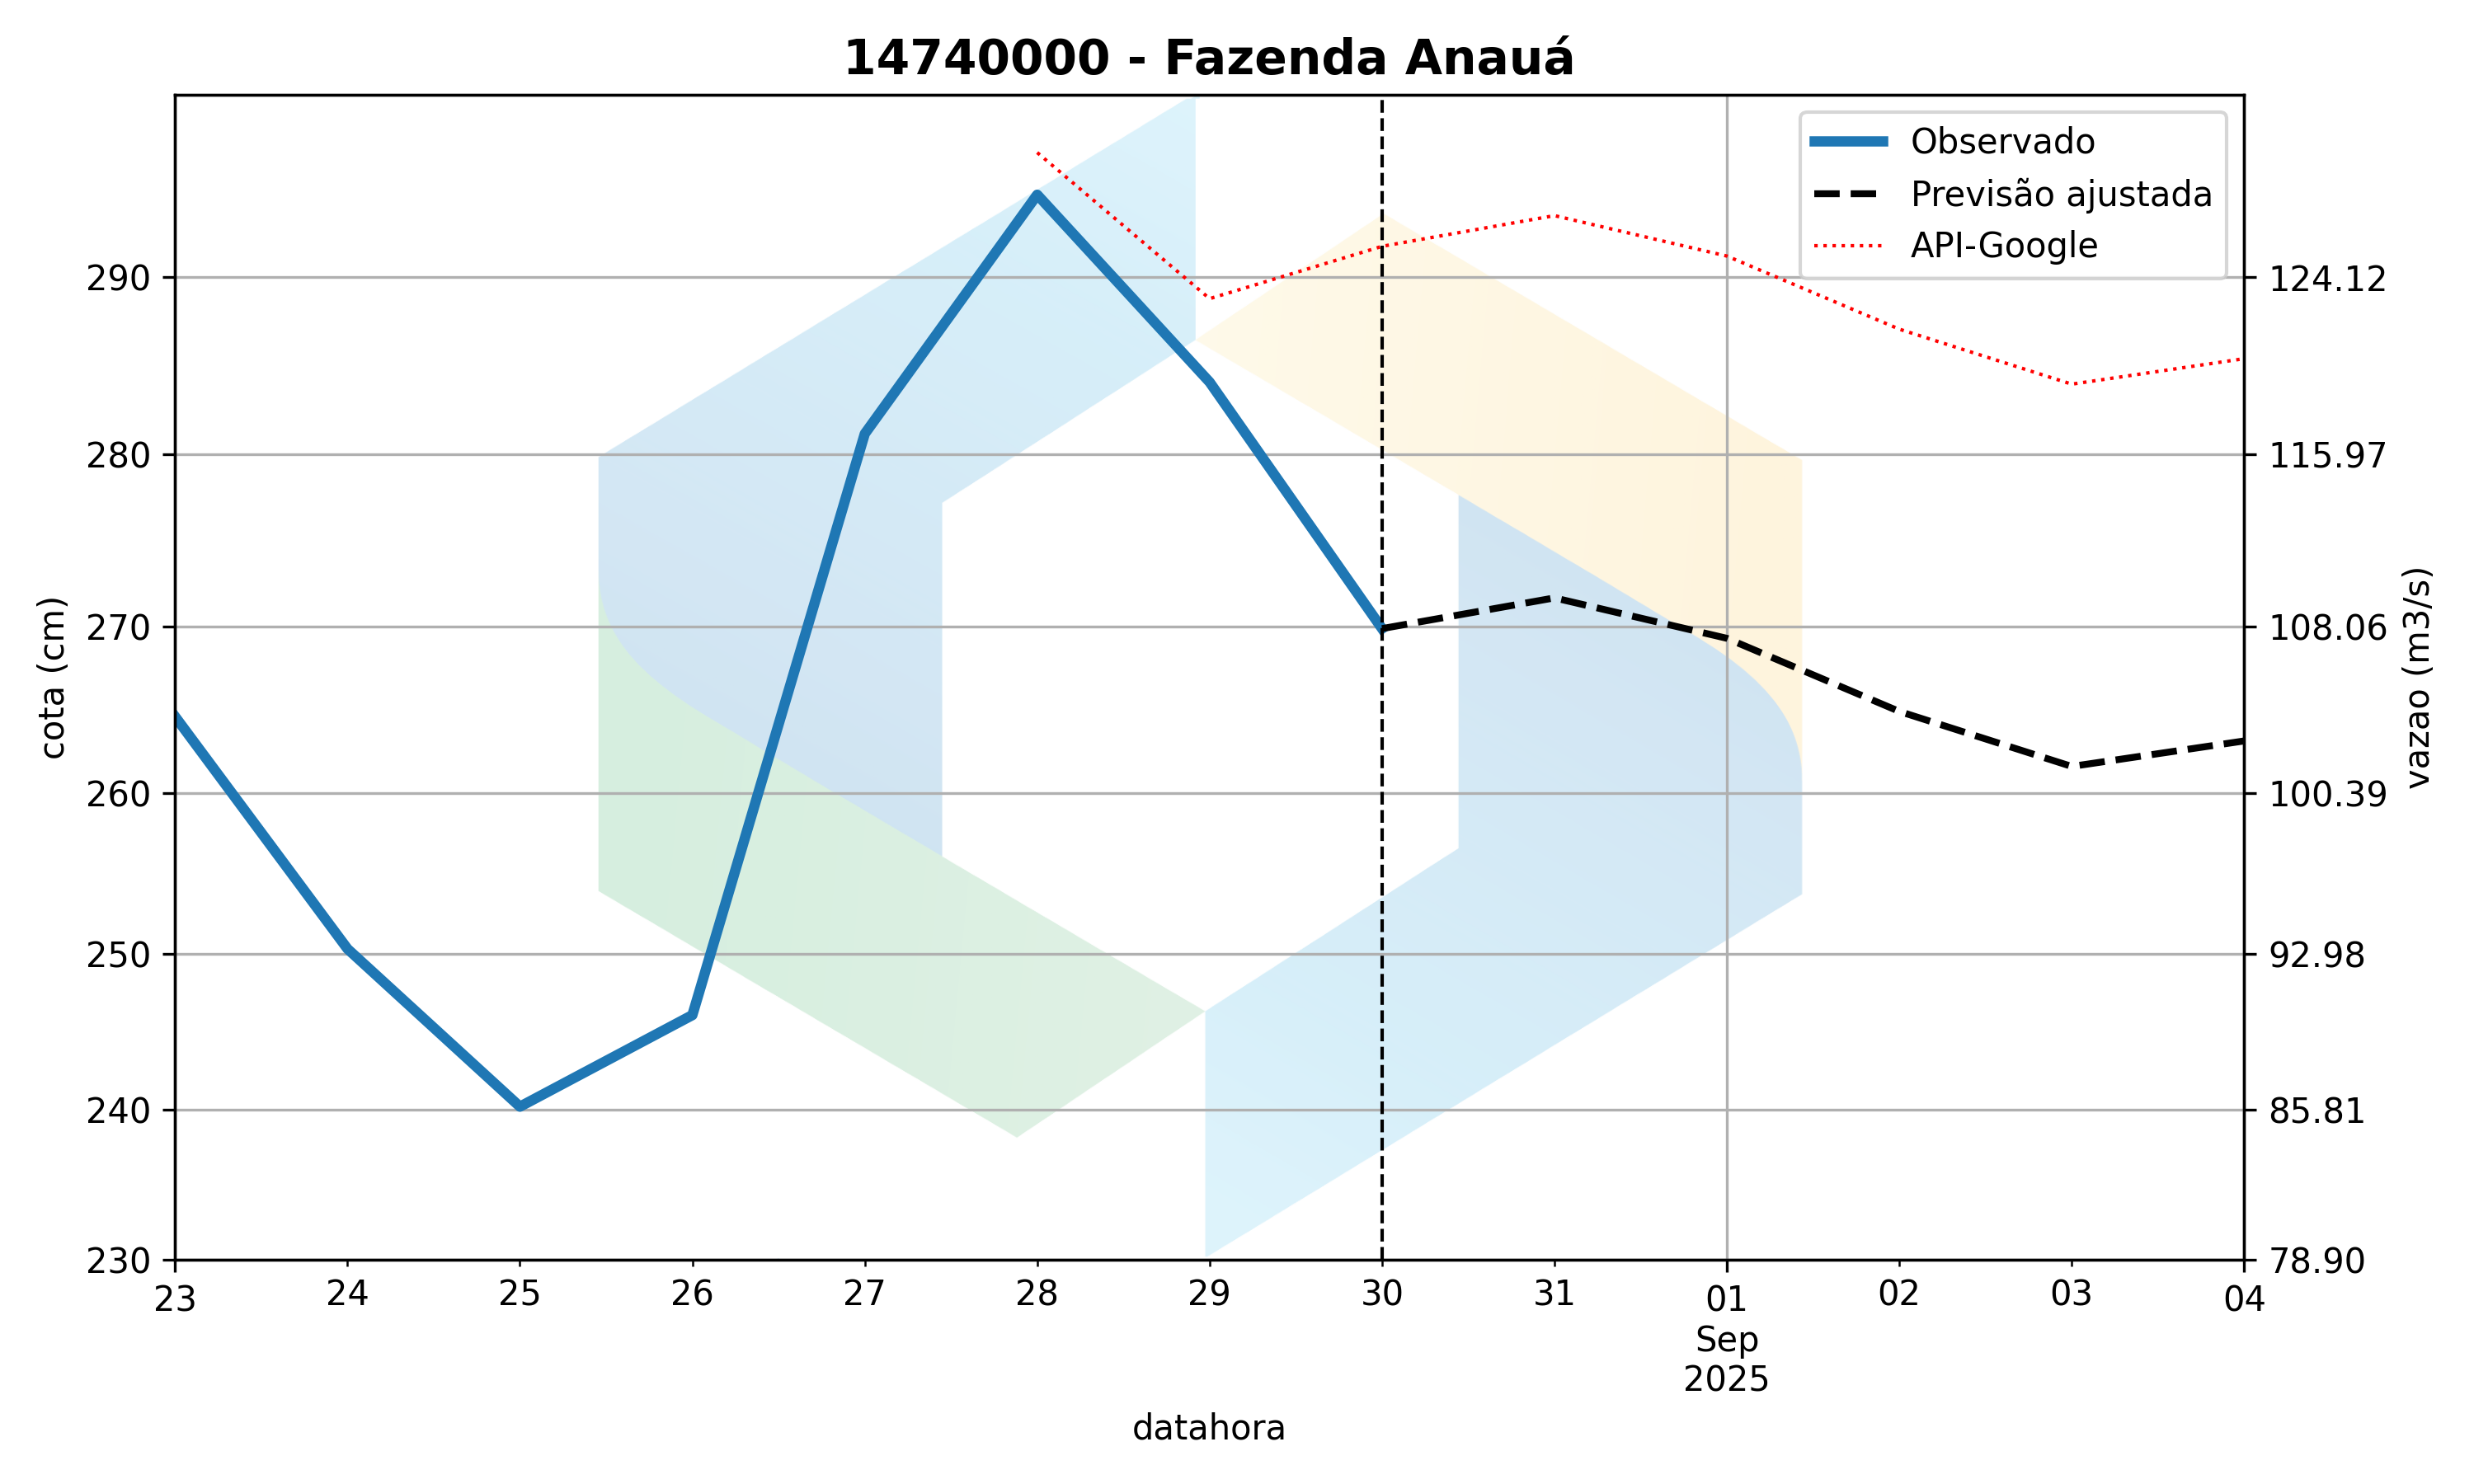 14740000 - Fazenda Anauá
Observado
Previsão ajustada
API-Google
290
280
270
260
250
240
230
cota (cm)
124.12
115.97
108.06
100.39
92.98
85.81
78.90
vazao (m3/s)
23 24 25 26 27 28 29 30 31 01 02 03 04
Sep
2025
datahora